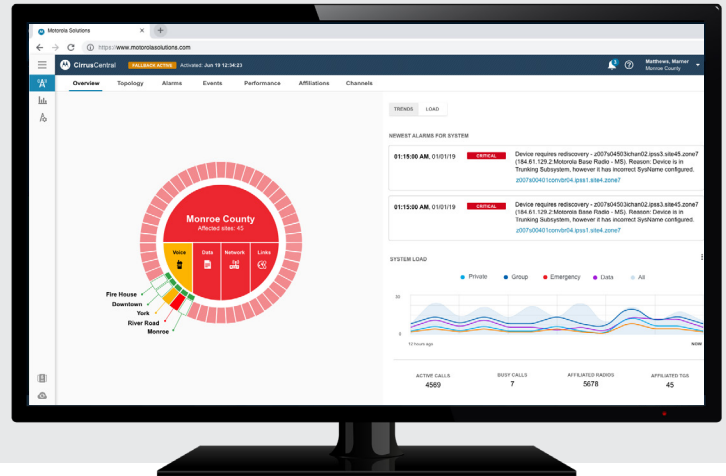 Motorola Solutions
https://www.motorolasolutions.com
CirrusCentral FALLBACK ACTIVE Activated: Jun 19 12:34:23
Matthews, Marner
Monroe County
Overview Topology Alarms Events Performance Affiliations Channels
TRENDS LOAD
NEWEST ALARMS FOR SYSTEM
01:15:00 AM, 01/01/19 CRITICAL Device requires rediscovery - z007s04503ichan02.ipss3.site45.zone7
(184.61.129.2:Motorola Base Radio - MS). Reason: Device is in
Trunking Subsystem, however it has incorrect SysName configured.
z007s00401convbr04.ipss1.site4.zone7
01:15:00 AM, 01/01/19 CRITICAL Device requires rediscovery - z007s04503ichan02.ipss3.site45.zone7
(184.61.129.2:Motorola Base Radio - MS). Reason: Device is in
Trunking Subsystem, however it has incorrect SysName configured.
z007s00401convbr04.ipss1.site4.zone7
Monroe County
Affected sites: 45
Voice Data Network Links
Fire House
Downtown
York
River Road
Monroe
SYSTEM LOAD
Private Group Emergency Data All
0
12 hours ago NOW
ACTIVE CALLS BUSY CALLS AFFILIATED RADIOS AFFILIATED TGS
4569 7 5678 45